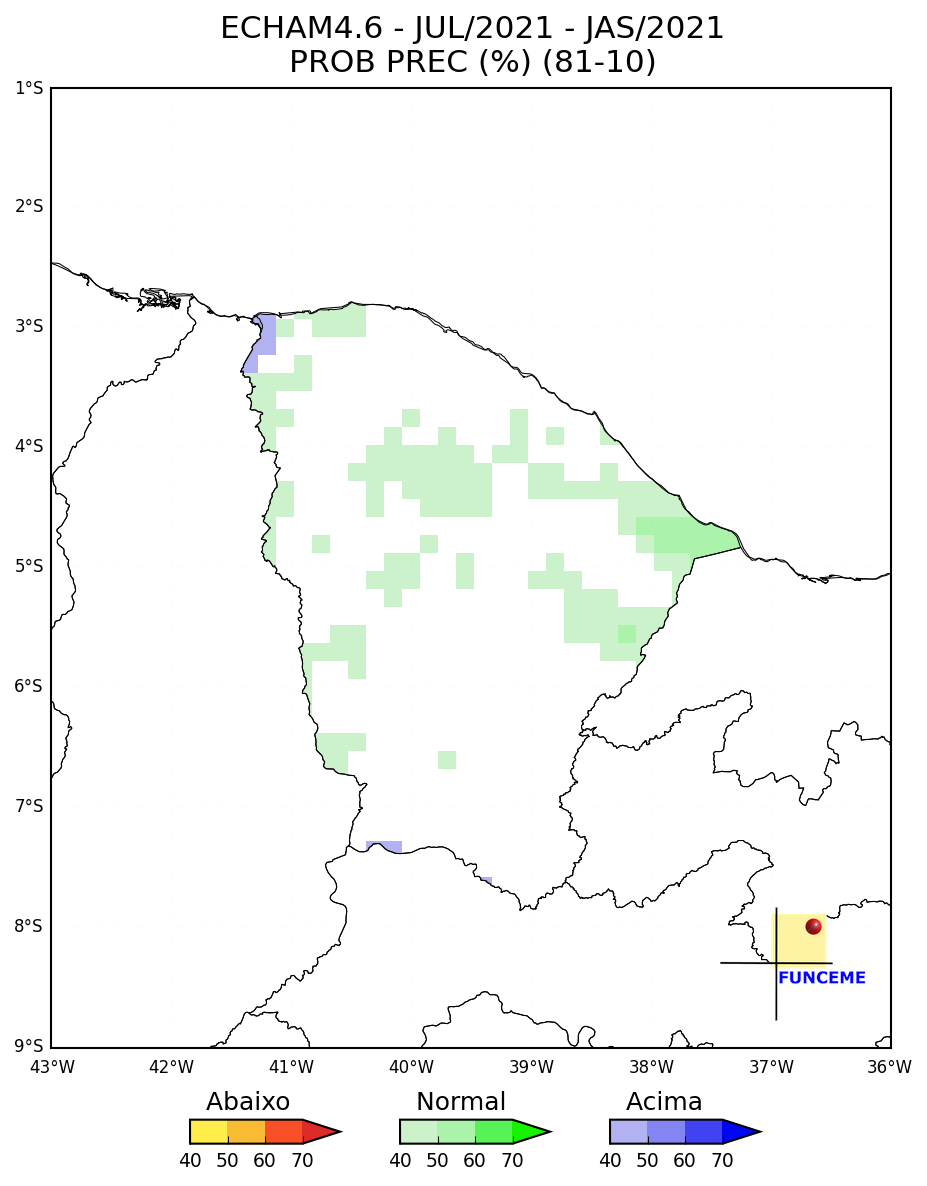 ECHAM4.6 - JUL/2021 - JAS/2021
PROB PREC (%) (81-10)
1°S
2°S
3°S
4°S
5°S
6°S
7°S
8°S
9°S
FUNCEME
43°W 42°W 41°W 40°W 39°W 38°W 37°W 36°W
Abaixo Normal Acima
40 50 60 70 40 50 60 70 40 50 60 70